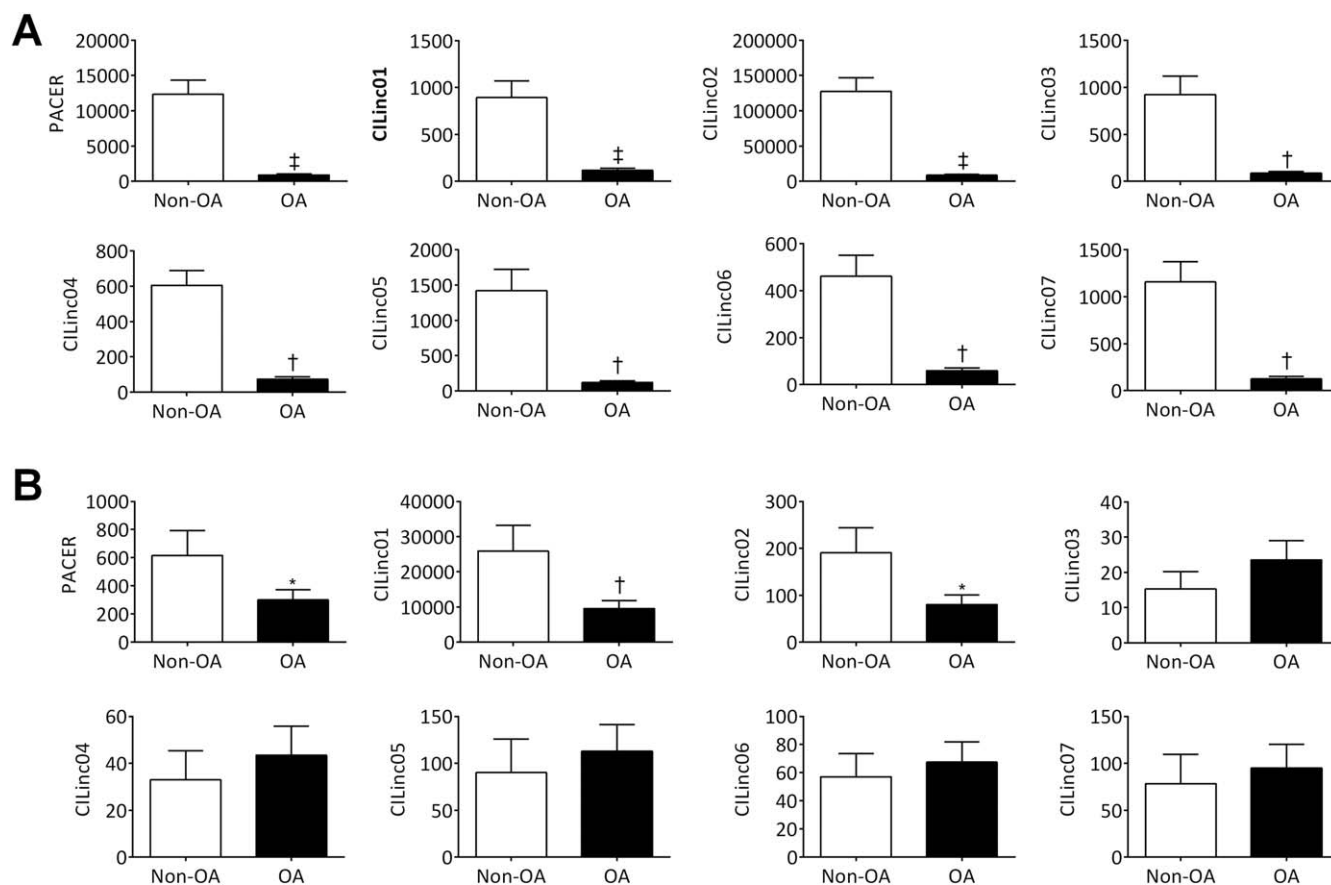 A
PACER
20000
15000
10000
5000
0
‡
Non-OA OA
CILinc01
1500
1000
500
0
‡
Non-OA OA
CILinc02
200000
150000
100000
50000
0
‡
Non-OA OA
CILinc03
1500
1000
500
0
†
Non-OA OA
CILinc04
800
600
400
200
0
†
Non-OA OA
CILinc05
2000
1500
1000
500
0
†
Non-OA OA
CILinc06
600
400
200
0
†
Non-OA OA
CILinc07
1500
1000
500
0
†
Non-OA OA
B
PACER
1000
800
600
400
200
0
*
Non-OA OA
CILinc01
40000
30000
20000
10000
0
†
Non-OA OA
CILinc02
300
200
100
0
*
Non-OA OA
CILinc03
40
30
20
10
0
Non-OA OA
CILinc04
60
40
20
0
Non-OA OA
CILinc05
150
100
50
0
Non-OA OA
CILinc06
100
80
60
40
20
0
Non-OA OA
CILinc07
150
100
50
0
Non-OA OA